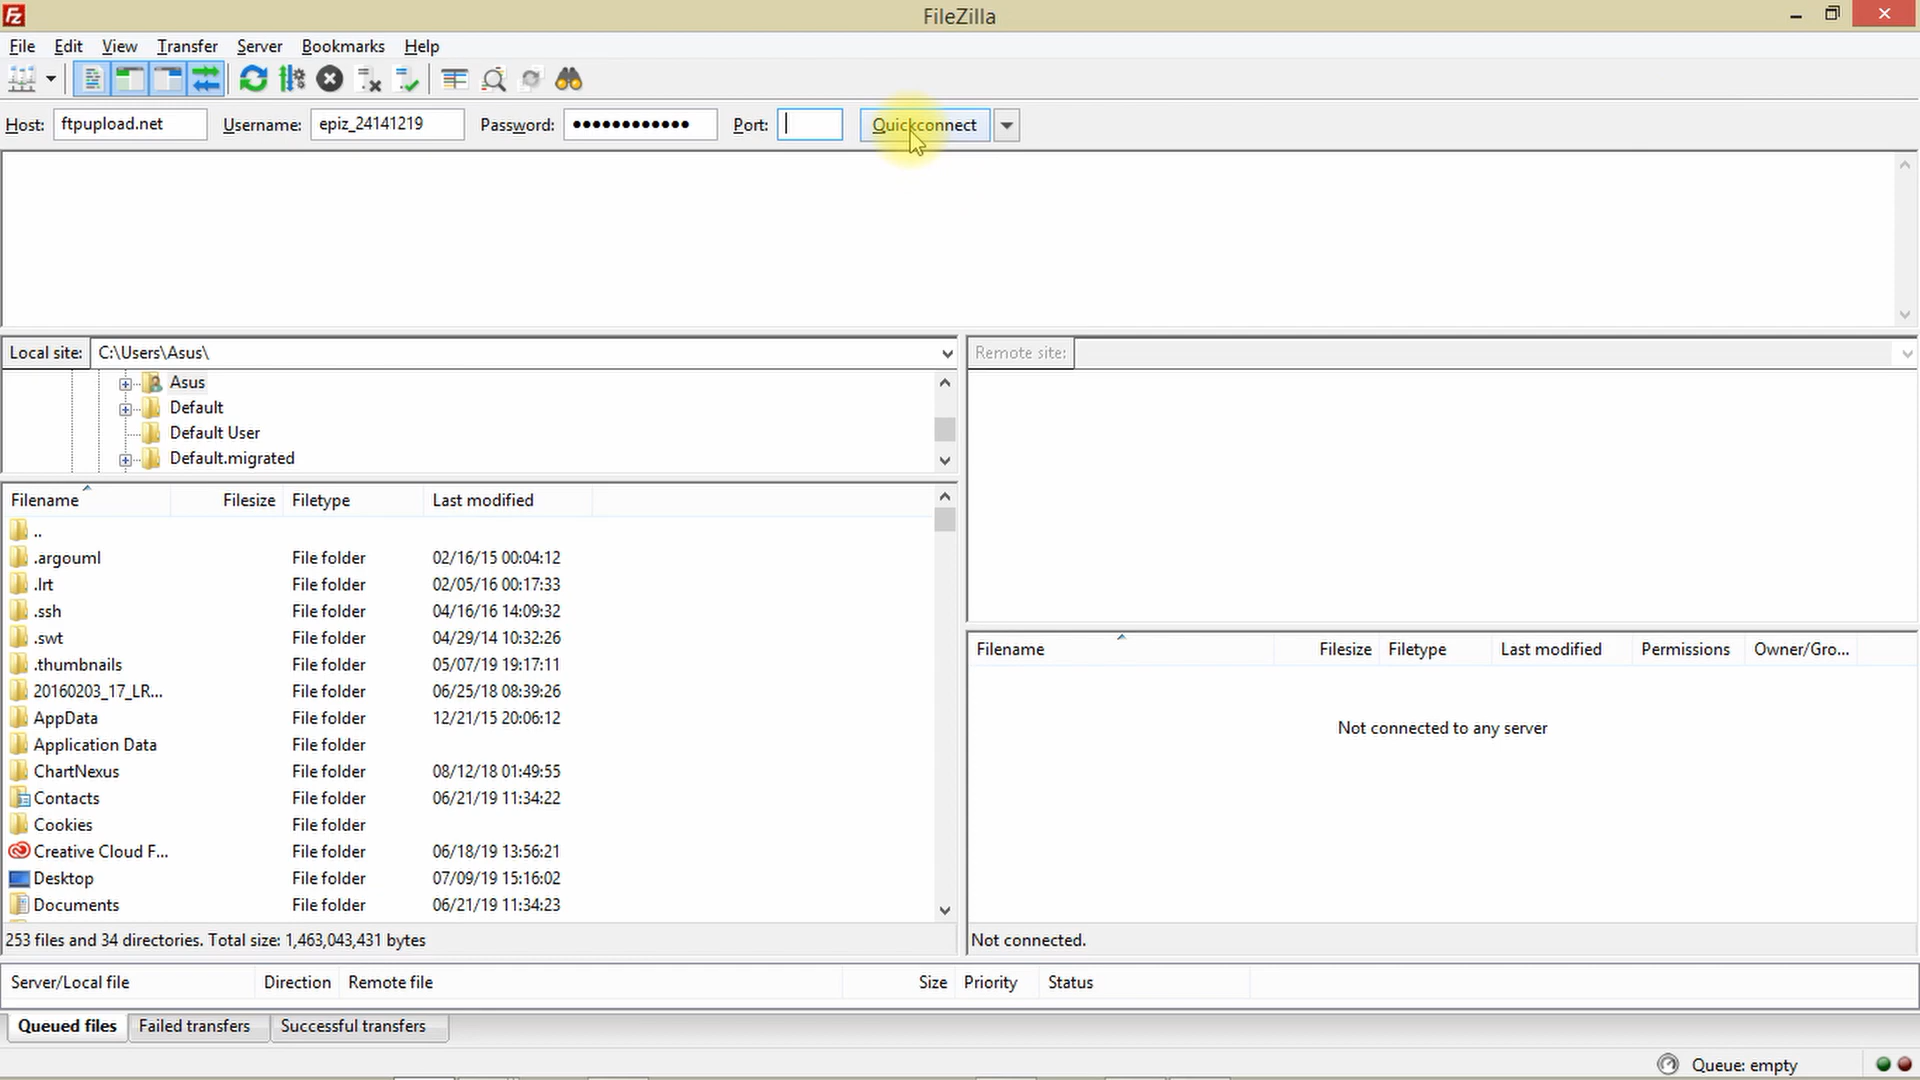 FileZilla
File Edit View Transfer Server Bookmarks Help
Host: ftpupload.net Username: epiz_24141219 Password: ●●●●●●●●●●●● Port: Quickconnect
Local site: C:\Users\Asus\
Asus
Default
Default User
Default.migrated
Remote site:
Filename Filesize Filetype Last modified
..
.argouml File folder 02/16/15 00:04:12
.lrt File folder 02/05/16 00:17:33
.ssh File folder 04/16/16 14:09:32
.swt File folder 04/29/14 10:32:26
.thumbnails File folder 05/07/19 19:17:11
20160203_17_LR... File folder 06/25/18 08:39:26
AppData File folder 12/21/15 20:06:12
Application Data File folder
ChartNexus File folder 08/12/18 01:49:55
Contacts File folder 06/21/19 11:34:22
Cookies File folder
Creative Cloud F... File folder 06/18/19 13:56:21
Desktop File folder 07/09/19 15:16:02
Documents File folder 06/21/19 11:34:23
253 files and 34 directories. Total size: 1,463,043,431 bytes
Filename Filesize Filetype Last modified Permissions Owner/Gro...
Not connected to any server
Not connected.
Server/Local file Direction Remote file Size Priority Status
Queued files Failed transfers Successful transfers
Queue: empty